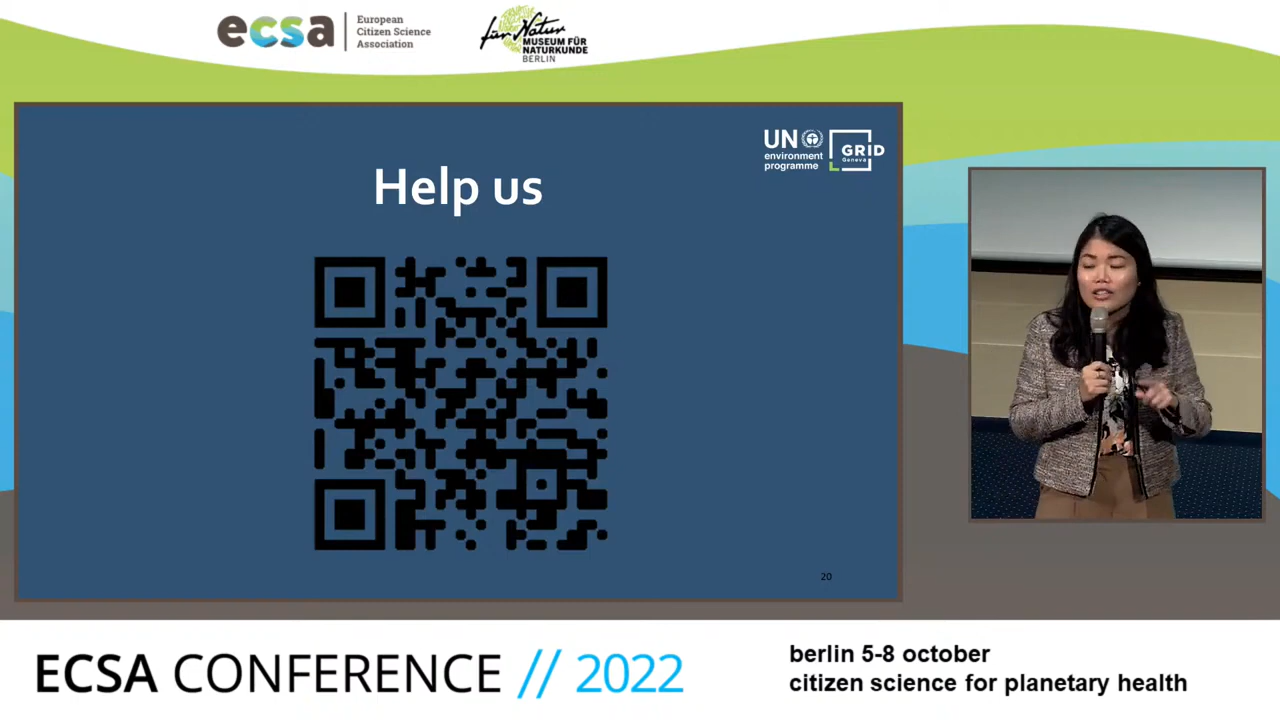 ecsa
European
Citizen Science
Association
für Natur
MUSEUM FÜR
NATURKUNDE
BERLIN
UN
environment
programme
GRID
Geneva
Help us
20
ECSA CONFERENCE // 2022
berlin 5-8 october
citizen science for planetary health